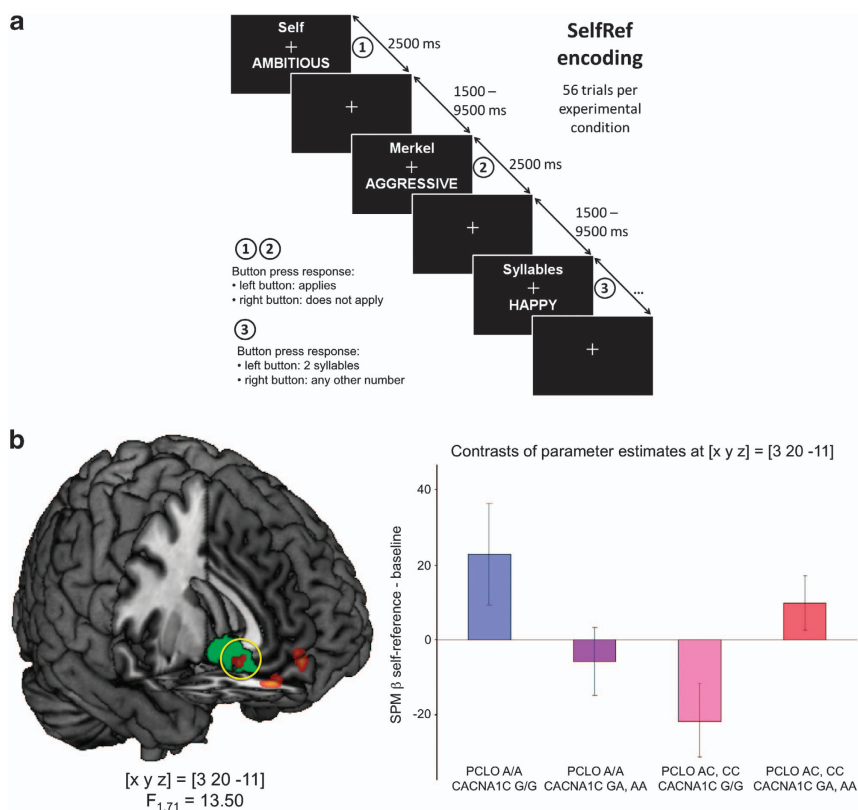 a
Self
+
AMBITIOUS
1
2500 ms
SelfRef
encoding
56 trials per
experimental
condition
+
1500 –
9500 ms
Merkel
+
AGGRESSIVE
2
2500 ms
+
1500 –
9500 ms
Syllables
+
HAPPY
3
...
+
1 2
Button press response:
• left button: applies
• right button: does not apply
3
Button press response:
• left button: 2 syllables
• right button: any other number
b
[x y z] = [3 20 -11]
F1,71 = 13.50
Contrasts of parameter estimates at [x y z] = [3 20 -11]
SPM β self-reference - baseline
40
20
0
-20
PCLO A/A
CACNA1C G/G
PCLO A/A
CACNA1C GA, AA
PCLO AC, CC
CACNA1C G/G
PCLO AC, CC
CACNA1C GA, AA